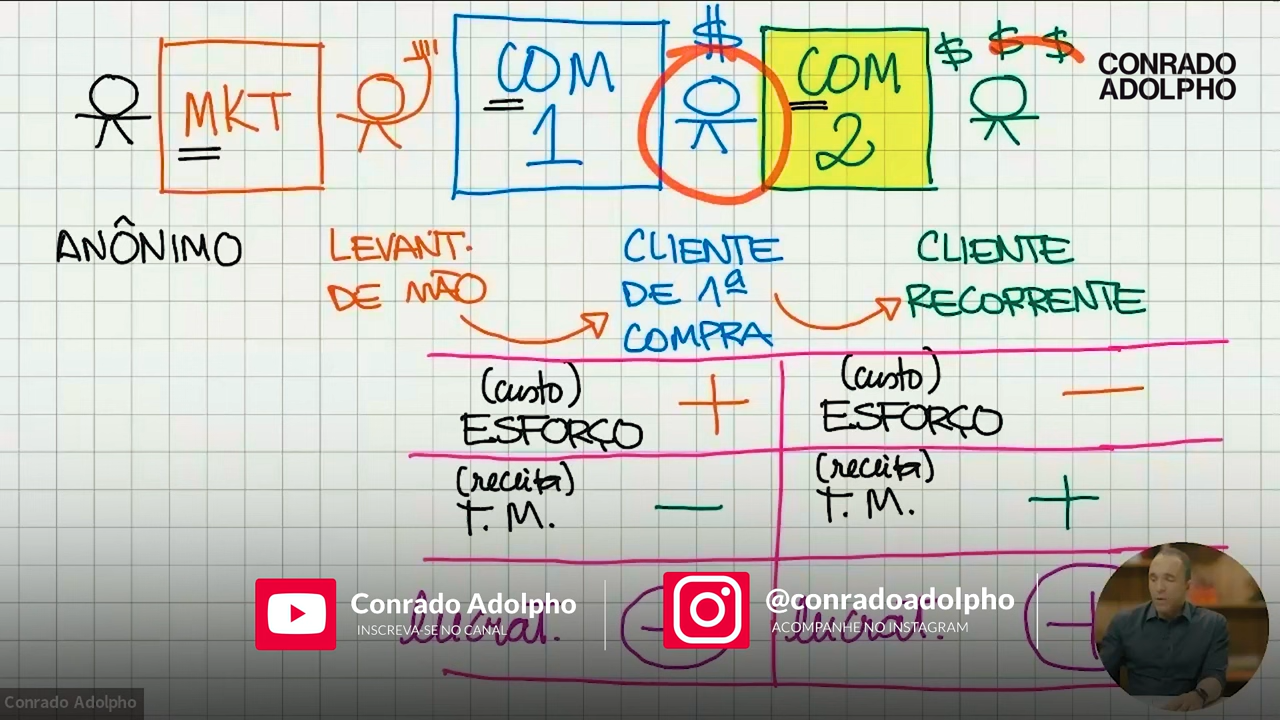 $
$ $ $
MKT
COM
1
COM
2
CONRADO
ADOLPHO
ANÔNIMO
LEVANT.
DE MÃO
CLIENTE
DE 1ª
COMPRA
CLIENTE
RECORRENTE
(custo)
ESFORÇO
+
(custo)
ESFORÇO
−
(receita)
T. M.
−
(receita)
T. M.
+
Conrado Adolpho
INSCREVA-SE NO CANAL
@conradoadolpho
ACOMPANHE NO INSTAGRAM
Conrado Adolpho